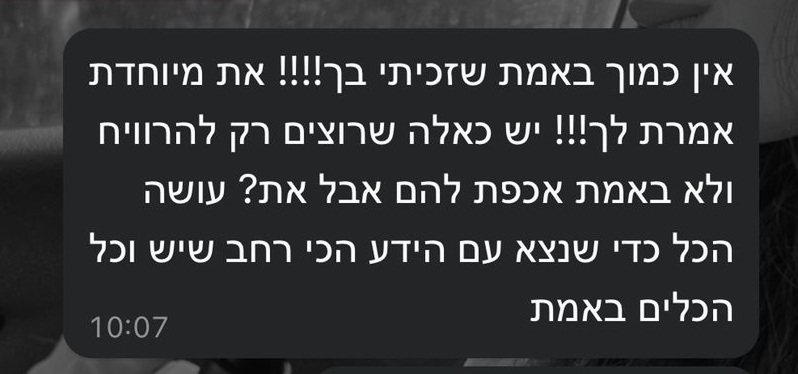 אין כמוך באמת שזכיתי בך!!!! את מיוחדת
אמרת לך!!! יש כאלה שרוצים רק להרוויח
ולא באמת אכפת להם אבל את? עושה
הכל כדי שנצא עם הידע הכי רחב שיש וכל
הכלים באמת
10:07